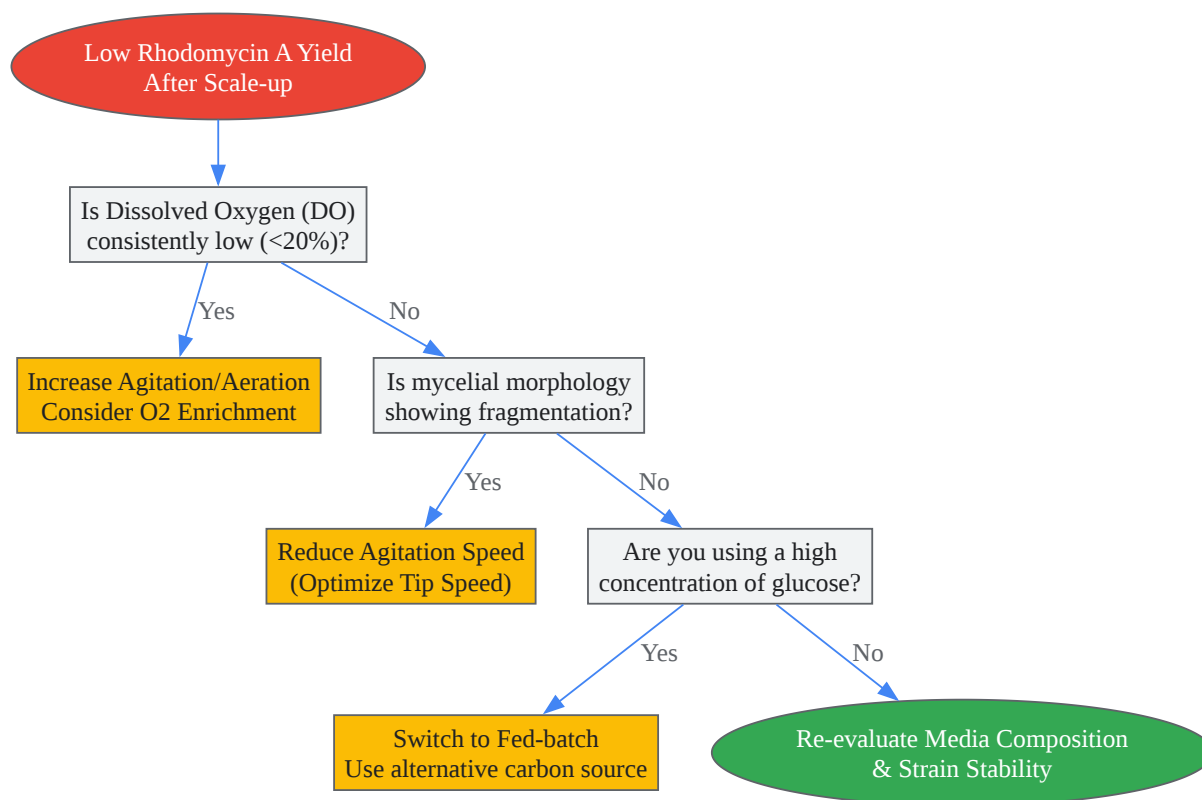 Low Rhodomycin A Yield
After Scale-up
Is Dissolved Oxygen (DO)
consistently low (<20%)?
Yes
No
Increase Agitation/Aeration
Consider O2 Enrichment
Is mycelial morphology
showing fragmentation?
Yes
No
Reduce Agitation Speed
(Optimize Tip Speed)
Are you using a high
concentration of glucose?
Yes
No
Switch to Fed-batch
Use alternative carbon source
Re-evaluate Media Composition
& Strain Stability